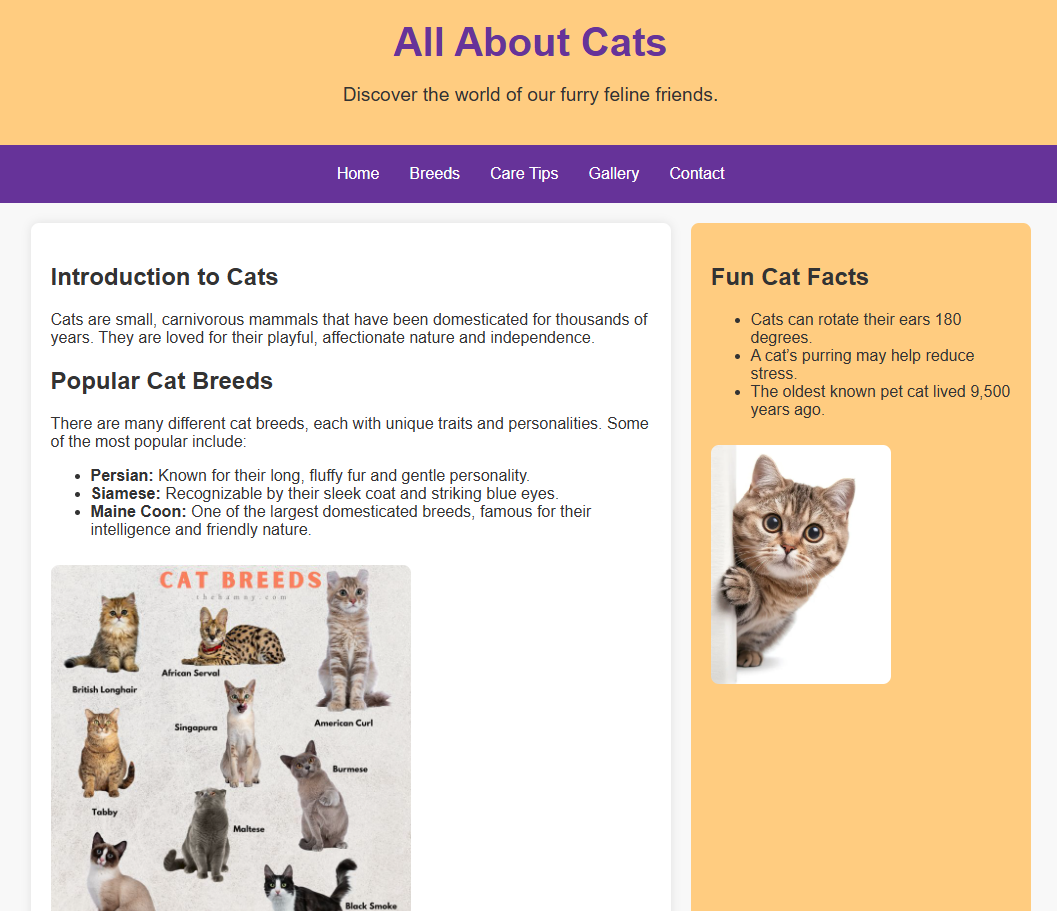 All About Cats
Discover the world of our furry feline friends.
Home Breeds Care Tips Gallery Contact
Introduction to Cats
Cats are small, carnivorous mammals that have been domesticated for thousands of
years. They are loved for their playful, affectionate nature and independence.
Popular Cat Breeds
There are many different cat breeds, each with unique traits and personalities. Some
of the most popular include:
• Persian: Known for their long, fluffy fur and gentle personality.
• Siamese: Recognizable by their sleek coat and striking blue eyes.
• Maine Coon: One of the largest domesticated breeds, famous for their
intelligence and friendly nature.
CAT BREEDS
thehamny.com
African Serval
British Longhair
American Curl
Singapura
Burmese
Tabby
Maltese
Black Smoke
Fun Cat Facts
• Cats can rotate their ears 180
degrees.
• A cat's purring may help reduce
stress.
• The oldest known pet cat lived 9,500
years ago.